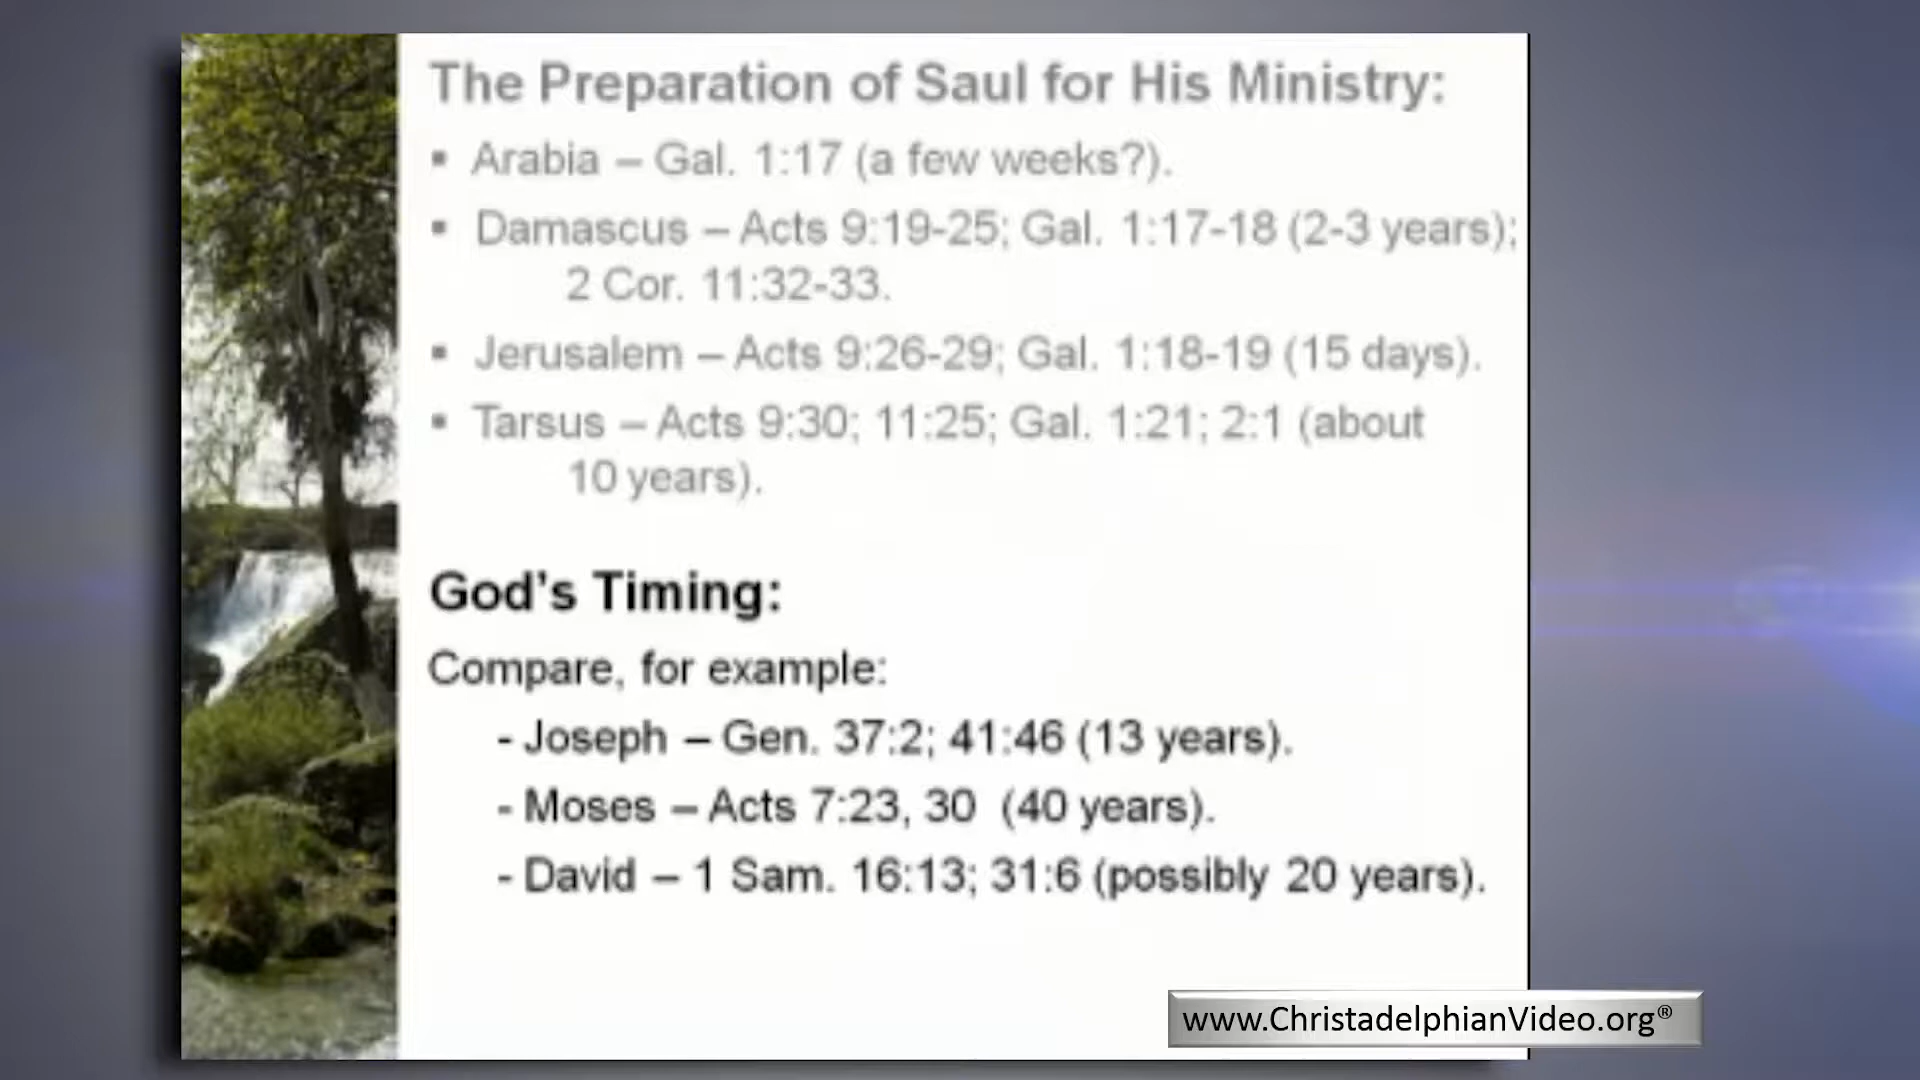 The Preparation of Saul for His Ministry:
▪ Arabia – Gal. 1:17 (a few weeks?).
▪ Damascus – Acts 9:19-25; Gal. 1:17-18 (2-3 years);
2 Cor. 11:32-33.
▪ Jerusalem – Acts 9:26-29; Gal. 1:18-19 (15 days).
▪ Tarsus – Acts 9:30; 11:25; Gal. 1:21; 2:1 (about
10 years).
God's Timing:
Compare, for example:
- Joseph – Gen. 37:2; 41:46 (13 years).
- Moses – Acts 7:23, 30 (40 years).
- David – 1 Sam. 16:13; 31:6 (possibly 20 years).
www.ChristadelphianVideo.org®